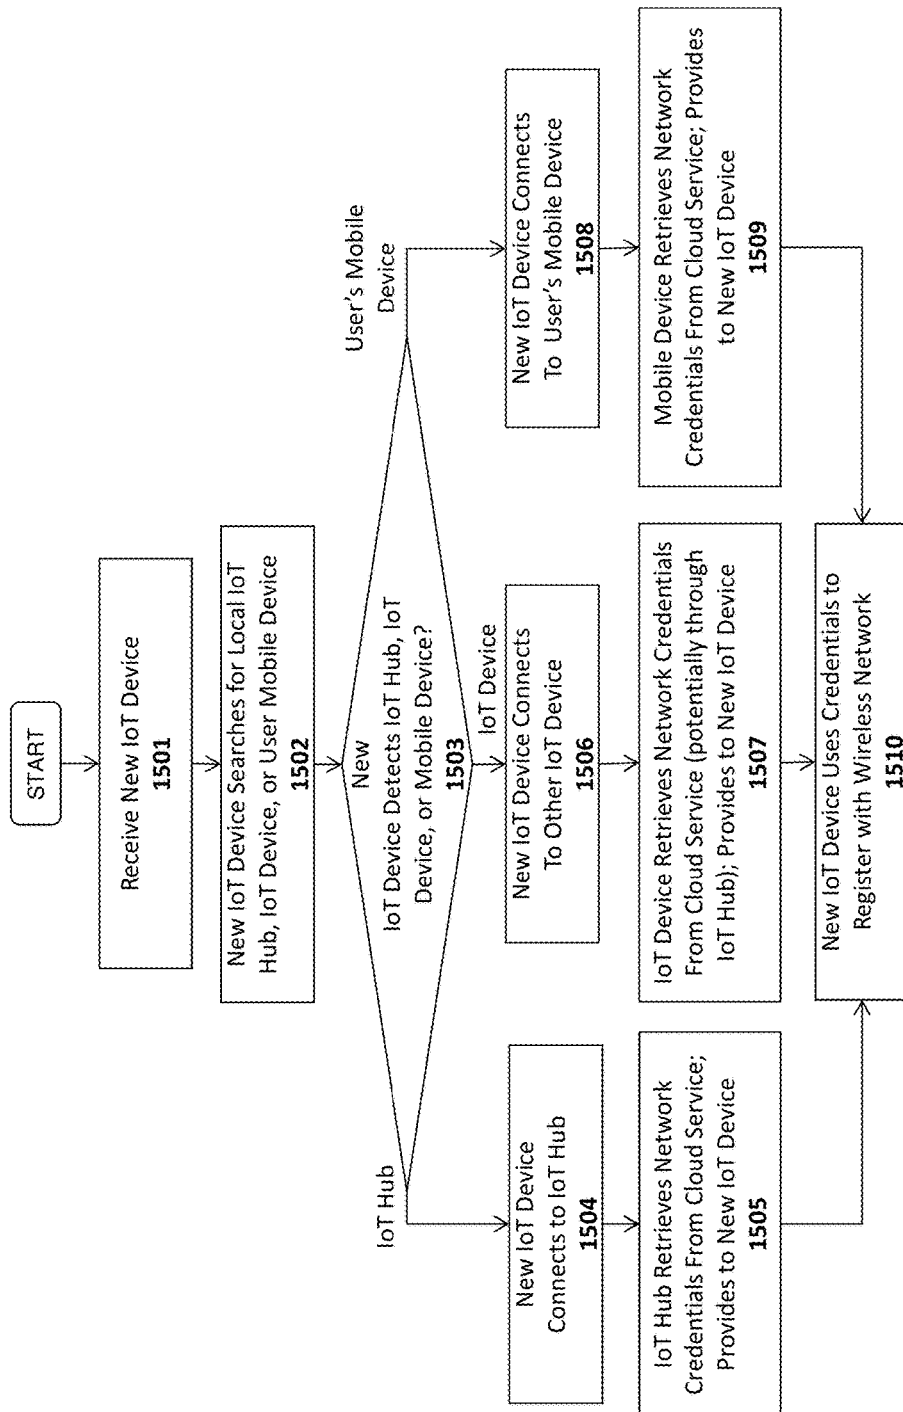 START
Receive New IoT Device
1501
New IoT Device Searches for Local IoT
Hub, IoT Device, or User Mobile Device
1502
New
IoT Device Detects IoT Hub, IoT
Device, or Mobile Device?
1503
IoT Hub
IoT Device
User's Mobile
Device
New IoT Device
Connects to IoT Hub
1504
IoT Hub Retrieves Network
Credentials From Cloud Service;
Provides to New IoT Device
1505
New IoT Device Connects
To Other IoT Device
1506
IoT Device Retrieves Network Credentials
From Cloud Service (potentially through
IoT Hub); Provides to New IoT Device
1507
New IoT Device Connects
To User's Mobile Device
1508
Mobile Device Retrieves Network
Credentials From Cloud Service; Provides
to New IoT Device
1509
New IoT Device Uses Credentials to
Register with Wireless Network
1510